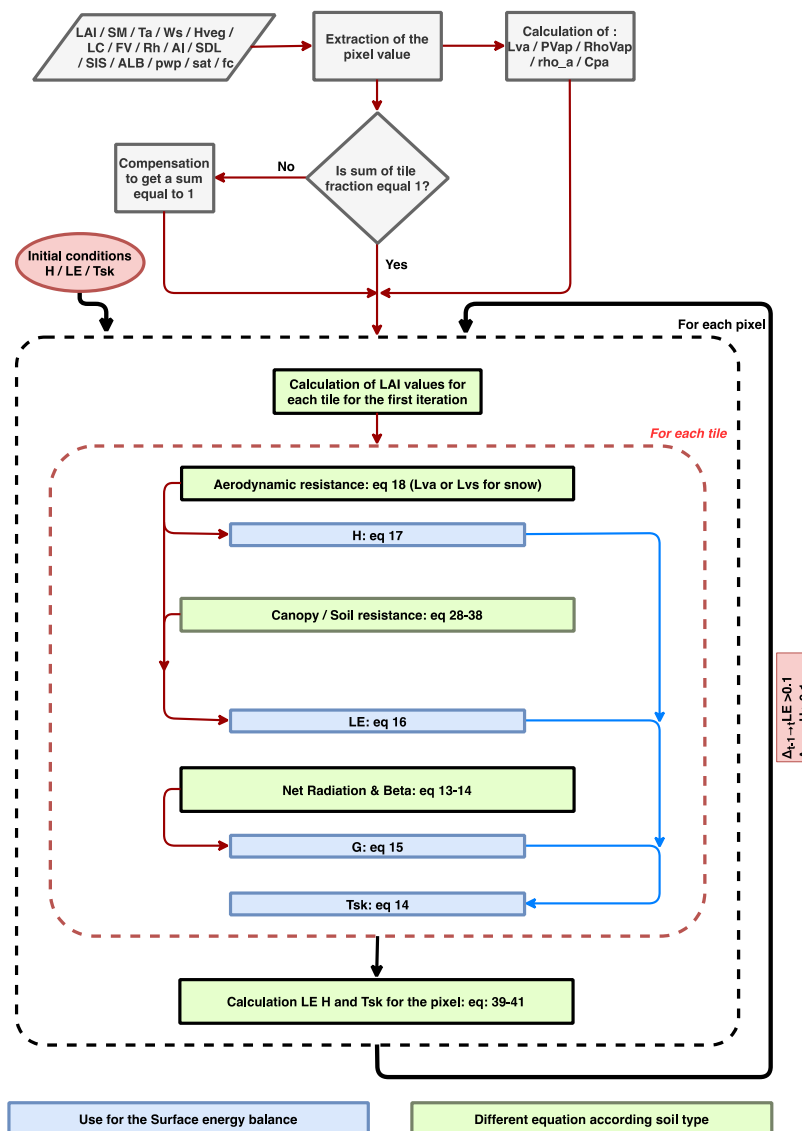 LAI / SM / Ta / Ws / Hveg /
LC / FV / Rh / AI / SDL
/ SIS / ALB / pwp / sat / fc
Extraction of the
pixel value
Calculation of :
Lva / PVap / RhoVap
/ rho_a / Cpa
Compensation
to get a sum
equal to 1
No
Is sum of tile
fraction equal 1?
Yes
Initial conditions
H / LE / Tsk
For each pixel
Calculation of LAI values for
each tile for the first iteration
For each tile
Aerodynamic resistance: eq 18 (Lva or Lvs for snow)
H: eq 17
Canopy / Soil resistance: eq 28-38
LE: eq 16
Δt-1→tLE >0.1
Net Radiation & Beta: eq 13-14
G: eq 15
Tsk: eq 14
Calculation LE H and Tsk for the pixel: eq: 39-41
Use for the Surface energy balance
Different equation according soil type